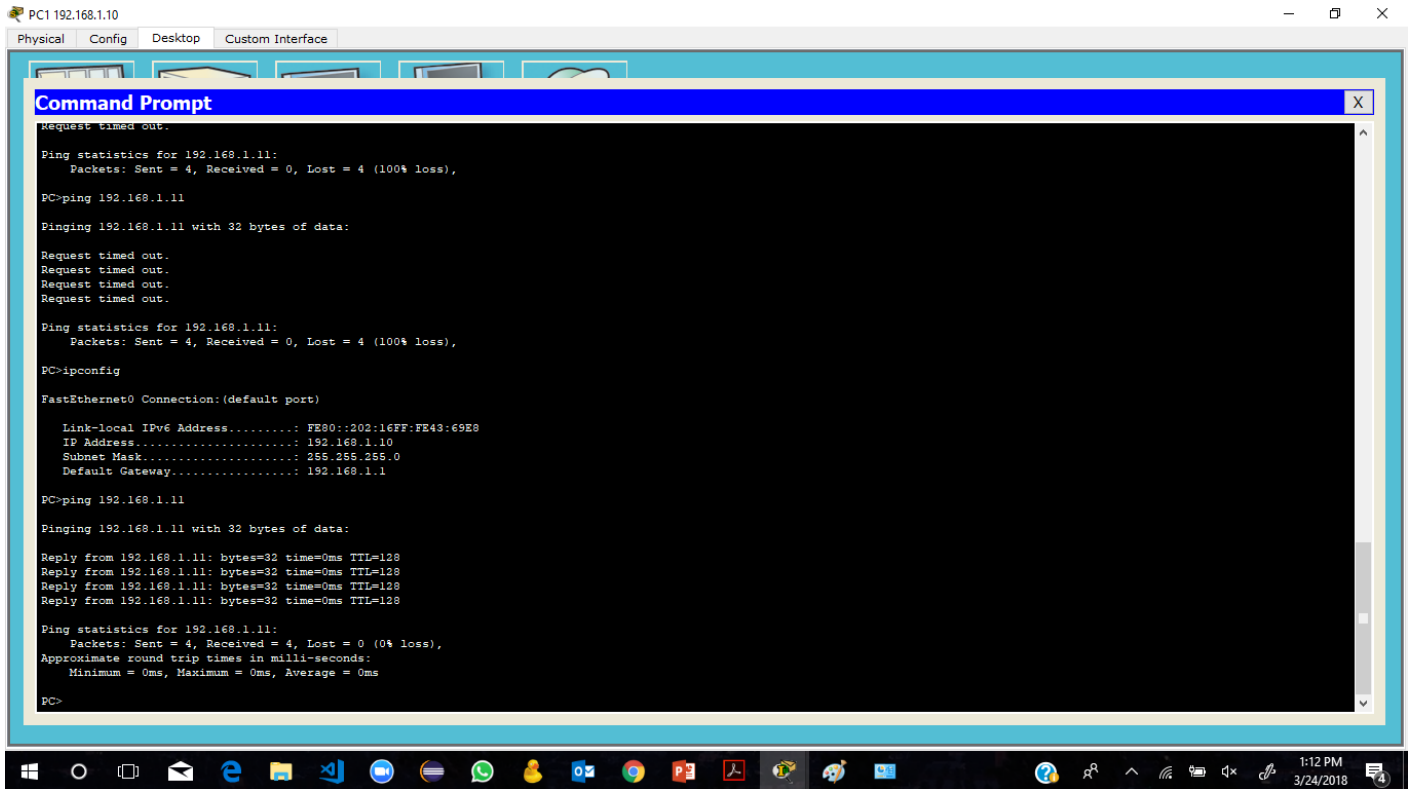 PC1 192.168.1.10
Physical Config Desktop Custom Interface
Command Prompt
X
Request timed out.
Ping statistics for 192.168.1.11:
Packets: Sent = 4, Received = 0, Lost = 4 (100% loss),
PC>ping 192.168.1.11
Pinging 192.168.1.11 with 32 bytes of data:
Request timed out.
Request timed out.
Request timed out.
Request timed out.
Ping statistics for 192.168.1.11:
Packets: Sent = 4, Received = 0, Lost = 4 (100% loss),
PC>ipconfig
FastEthernet0 Connection:(default port)
Link-local IPv6 Address.........: FE80::202:16FF:FE43:69E8
IP Address......................: 192.168.1.10
Subnet Mask.....................: 255.255.255.0
Default Gateway.................: 192.168.1.1
PC>ping 192.168.1.11
Pinging 192.168.1.11 with 32 bytes of data:
Reply from 192.168.1.11: bytes=32 time=0ms TTL=128
Reply from 192.168.1.11: bytes=32 time=0ms TTL=128
Reply from 192.168.1.11: bytes=32 time=0ms TTL=128
Reply from 192.168.1.11: bytes=32 time=0ms TTL=128
Ping statistics for 192.168.1.11:
Packets: Sent = 4, Received = 4, Lost = 0 (0% loss),
Approximate round trip times in milli-seconds:
Minimum = 0ms, Maximum = 0ms, Average = 0ms
PC>
1:12 PM
3/24/2018
4